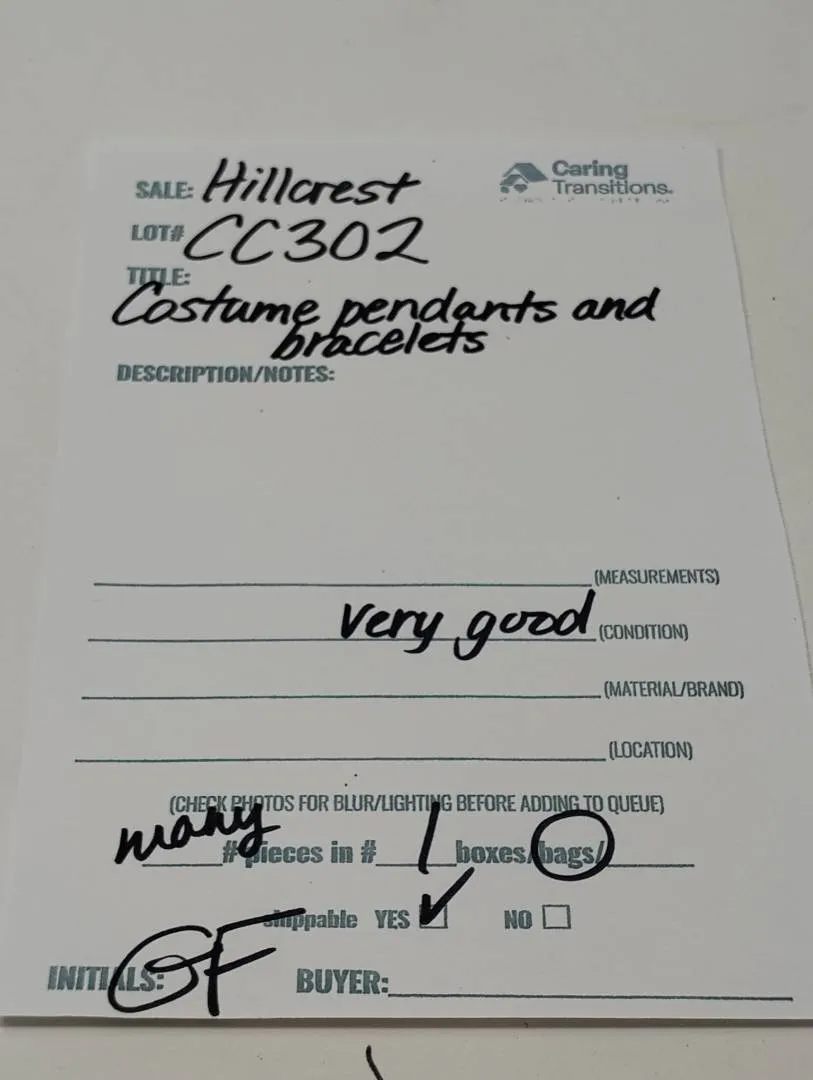 Caring
Transitions.
SALE: Hillcrest
LOT# CC302
TITLE:
Costume pendants and
bracelets
DESCRIPTION/NOTES:
(MEASUREMENTS)
very good (CONDITION)
(MATERIAL/BRAND)
(LOCATION)
(CHECK PHOTOS FOR BLUR/LIGHTING BEFORE ADDING TO QUEUE)
many # pieces in # 1 boxes/bags/
shippable YES ✓ NO
INITIALS: GF BUYER: